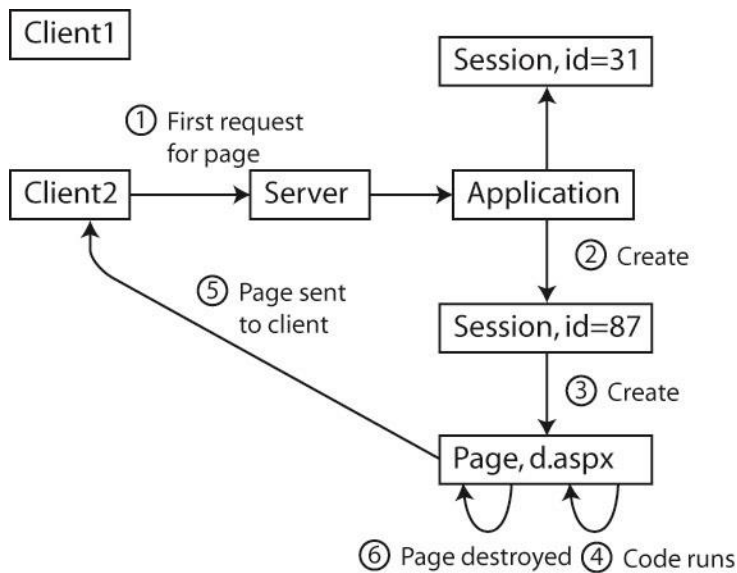 Client1
Session, id=31
① First request
for page
Client2
Server
Application
② Create
⑤ Page sent
to client
Session, id=87
③ Create
Page, d.aspx
⑥ Page destroyed
④ Code runs